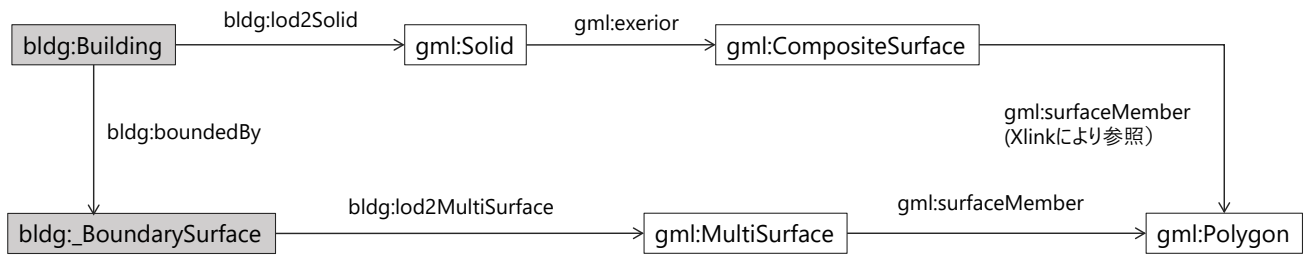 bldg:lod2Solid
gml:exerior
bldg:Building
gml:Solid
gml:CompositeSurface
bldg:boundedBy
gml:surfaceMember
(Xlinkにより参照）
bldg:lod2MultiSurface
gml:surfaceMember
bldg:_BoundarySurface
gml:MultiSurface
gml:Polygon